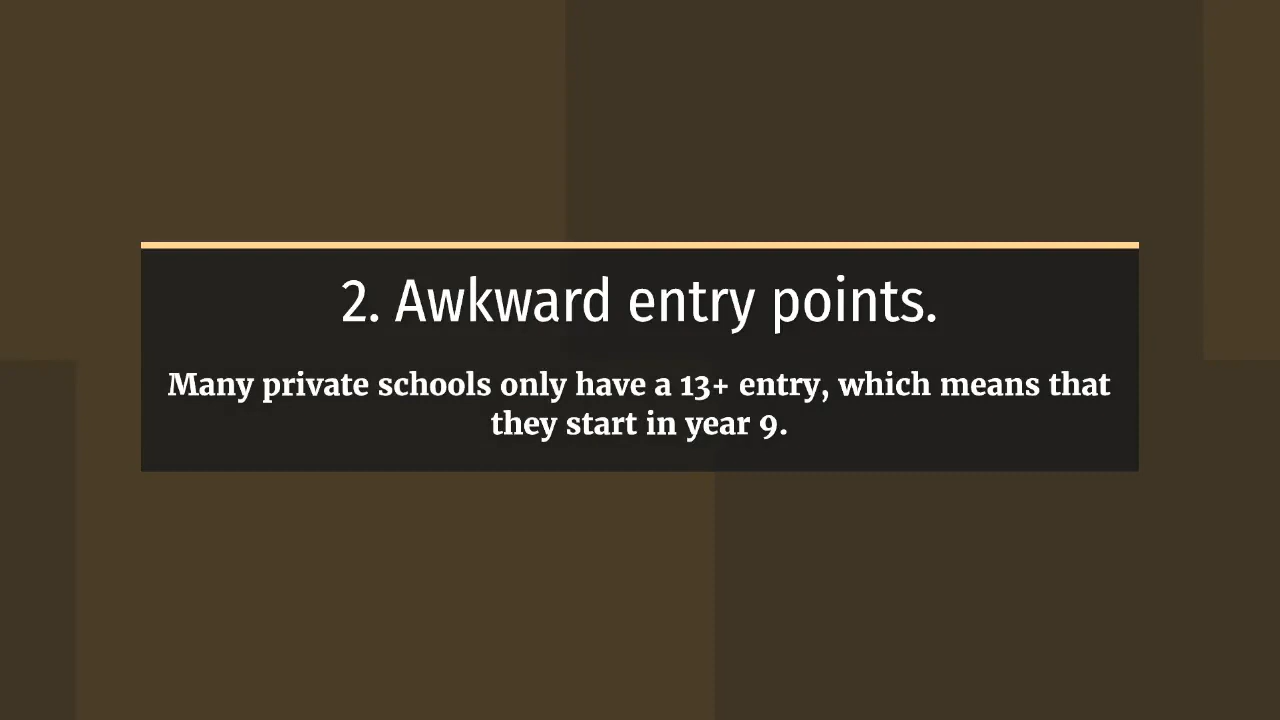 2. Awkward entry points.
Many private schools only have a 13+ entry, which means that
they start in year 9.